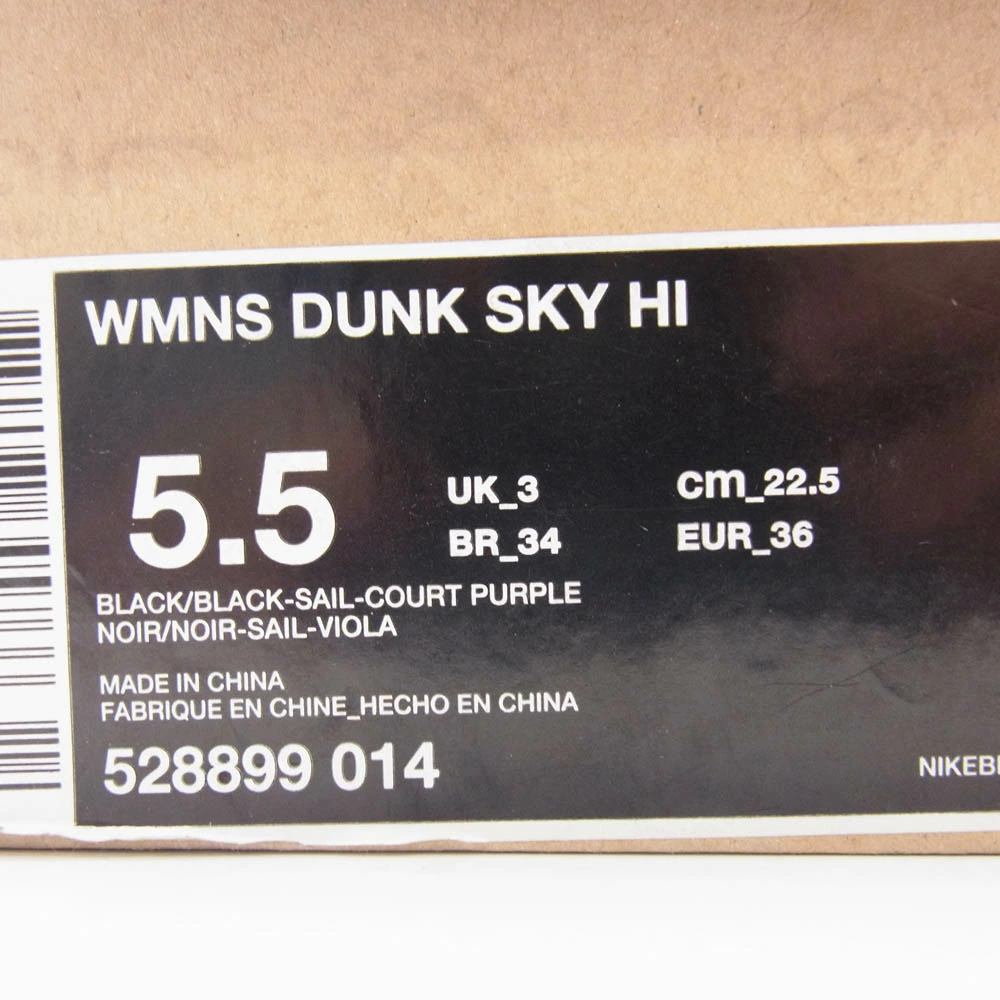 WMNS DUNK SKY HI
5.5
UK_3
cm_22.5
BR_34
EUR_36
BLACK/BLACK-SAIL-COURT PURPLE
NOIR/NOIR-SAIL-VIOLA
MADE IN CHINA
FABRIQUE EN CHINE_HECHO EN CHINA
528899 014